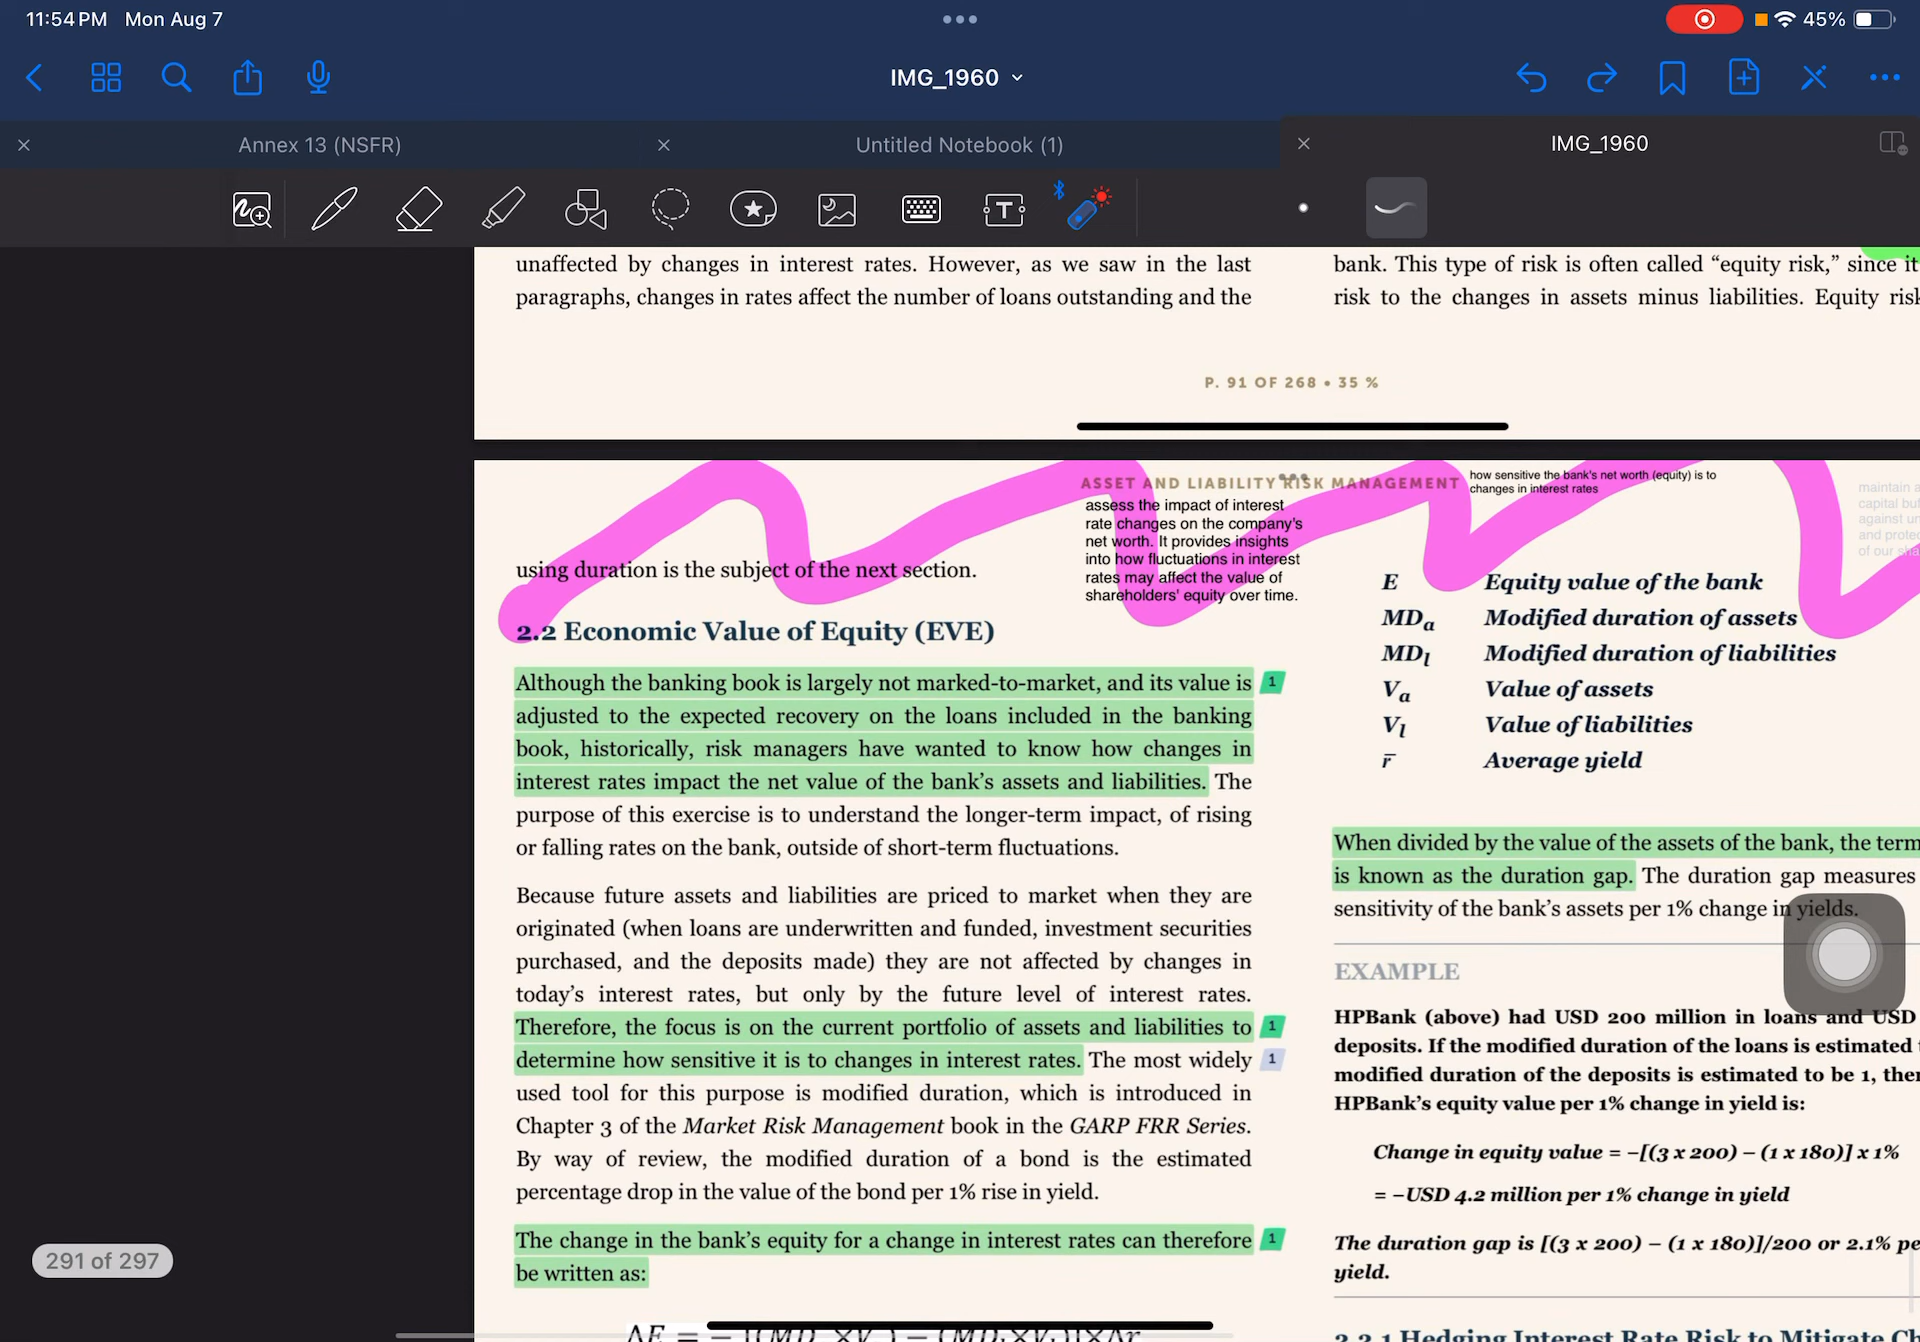 11:54 PM Mon Aug 7
45%
IMG_1960
Annex 13 (NSFR)
Untitled Notebook (1)
IMG_1960
unaffected by changes in interest rates. However, as we saw in the last
paragraphs, changes in rates affect the number of loans outstanding and the
bank. This type of risk is often called “equity risk,” since it
risk to the changes in assets minus liabilities. Equity risk
P. 91 OF 268 • 35 %
ASSET AND LIABILITY RISK MANAGEMENT
how sensitive the bank's net worth (equity) is to
changes in interest rates
assess the impact of interest
rate changes on the company's
net worth. It provides insights
into how fluctuations in interest
rates may affect the value of
shareholders' equity over time.
maintain a
capital
against
and
of our
using duration is the subject of the next section.
2.2 Economic Value of Equity (EVE)
Although the banking book is largely not marked-to-market, and its value is 1
adjusted to the expected recovery on the loans included in the banking
book, historically, risk managers have wanted to know how changes in
interest rates impact the net value of the bank’s assets and liabilities. The
purpose of this exercise is to understand the longer-term impact, of rising
or falling rates on the bank, outside of short-term fluctuations.
Because future assets and liabilities are priced to market when they are
originated (when loans are underwritten and funded, investment securities
purchased, and the deposits made) they are not affected by changes in
today’s interest rates, but only by the future level of interest rates.
Therefore, the focus is on the current portfolio of assets and liabilities to 1
determine how sensitive it is to changes in interest rates. The most widely 1
used tool for this purpose is modified duration, which is introduced in
Chapter 3 of the Market Risk Management book in the GARP FRR Series.
By way of review, the modified duration of a bond is the estimated
percentage drop in the value of the bond per 1% rise in yield.
The change in the bank’s equity for a change in interest rates can therefore 1
be written as:
E Equity value of the bank
MDa Modified duration of assets
MDl Modified duration of liabilities
Va Value of assets
Vl Value of liabilities
r̄ Average yield
When divided by the value of the assets of the bank, the term
is known as the duration gap. The duration gap measures
sensitivity of the bank’s assets per 1% change in yields.
EXAMPLE
HPBank (above) had USD 200 million in loans and USD
deposits. If the modified duration of the loans is estimated
modified duration of the deposits is estimated to be 1, then
HPBank’s equity value per 1% change in yield is:
Change in equity value = −[(3 x 200) − (1 x 180)] x 1%
= −USD 4.2 million per 1% change in yield
The duration gap is [(3 x 200) − (1 x 180)]/200 or 2.1% pe
yield.
2.2.1 Hedging Interest Rate Risk to Mitigate
291 of 297